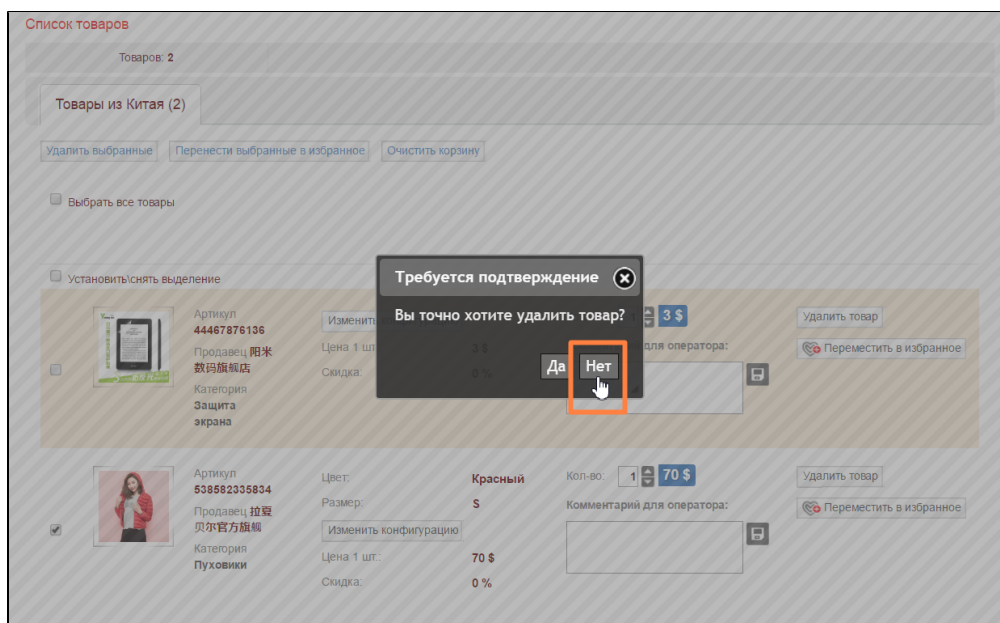 Список товаров
Товаров: 2
Товары из Китая (2)
Удалить выбранные Перенести выбранные в избранное Очистить корзину
Выбрать все товары
Установить\снять выделение
Требуется подтверждение
Вы точно хотите удалить товар?
Да Нет
Артикул
44467876136
Продавец 阳米
数码旗舰店
Категория
Защита
экрана
Изменить
Цена 1 шт
3 $
Скидка:
0 %
3 $
для оператора:
Удалить товар
Переместить в избранное
Артикул
538582335834
Продавец 拉夏
贝尔官方旗舰
Категория
Пуховики
Цвет: Красный
Размер: S
Изменить конфигурацию
Цена 1 шт.: 70 $
Скидка: 0 %
Кол-во: 1 70 $
Комментарий для оператора:
Удалить товар
Переместить в избранное